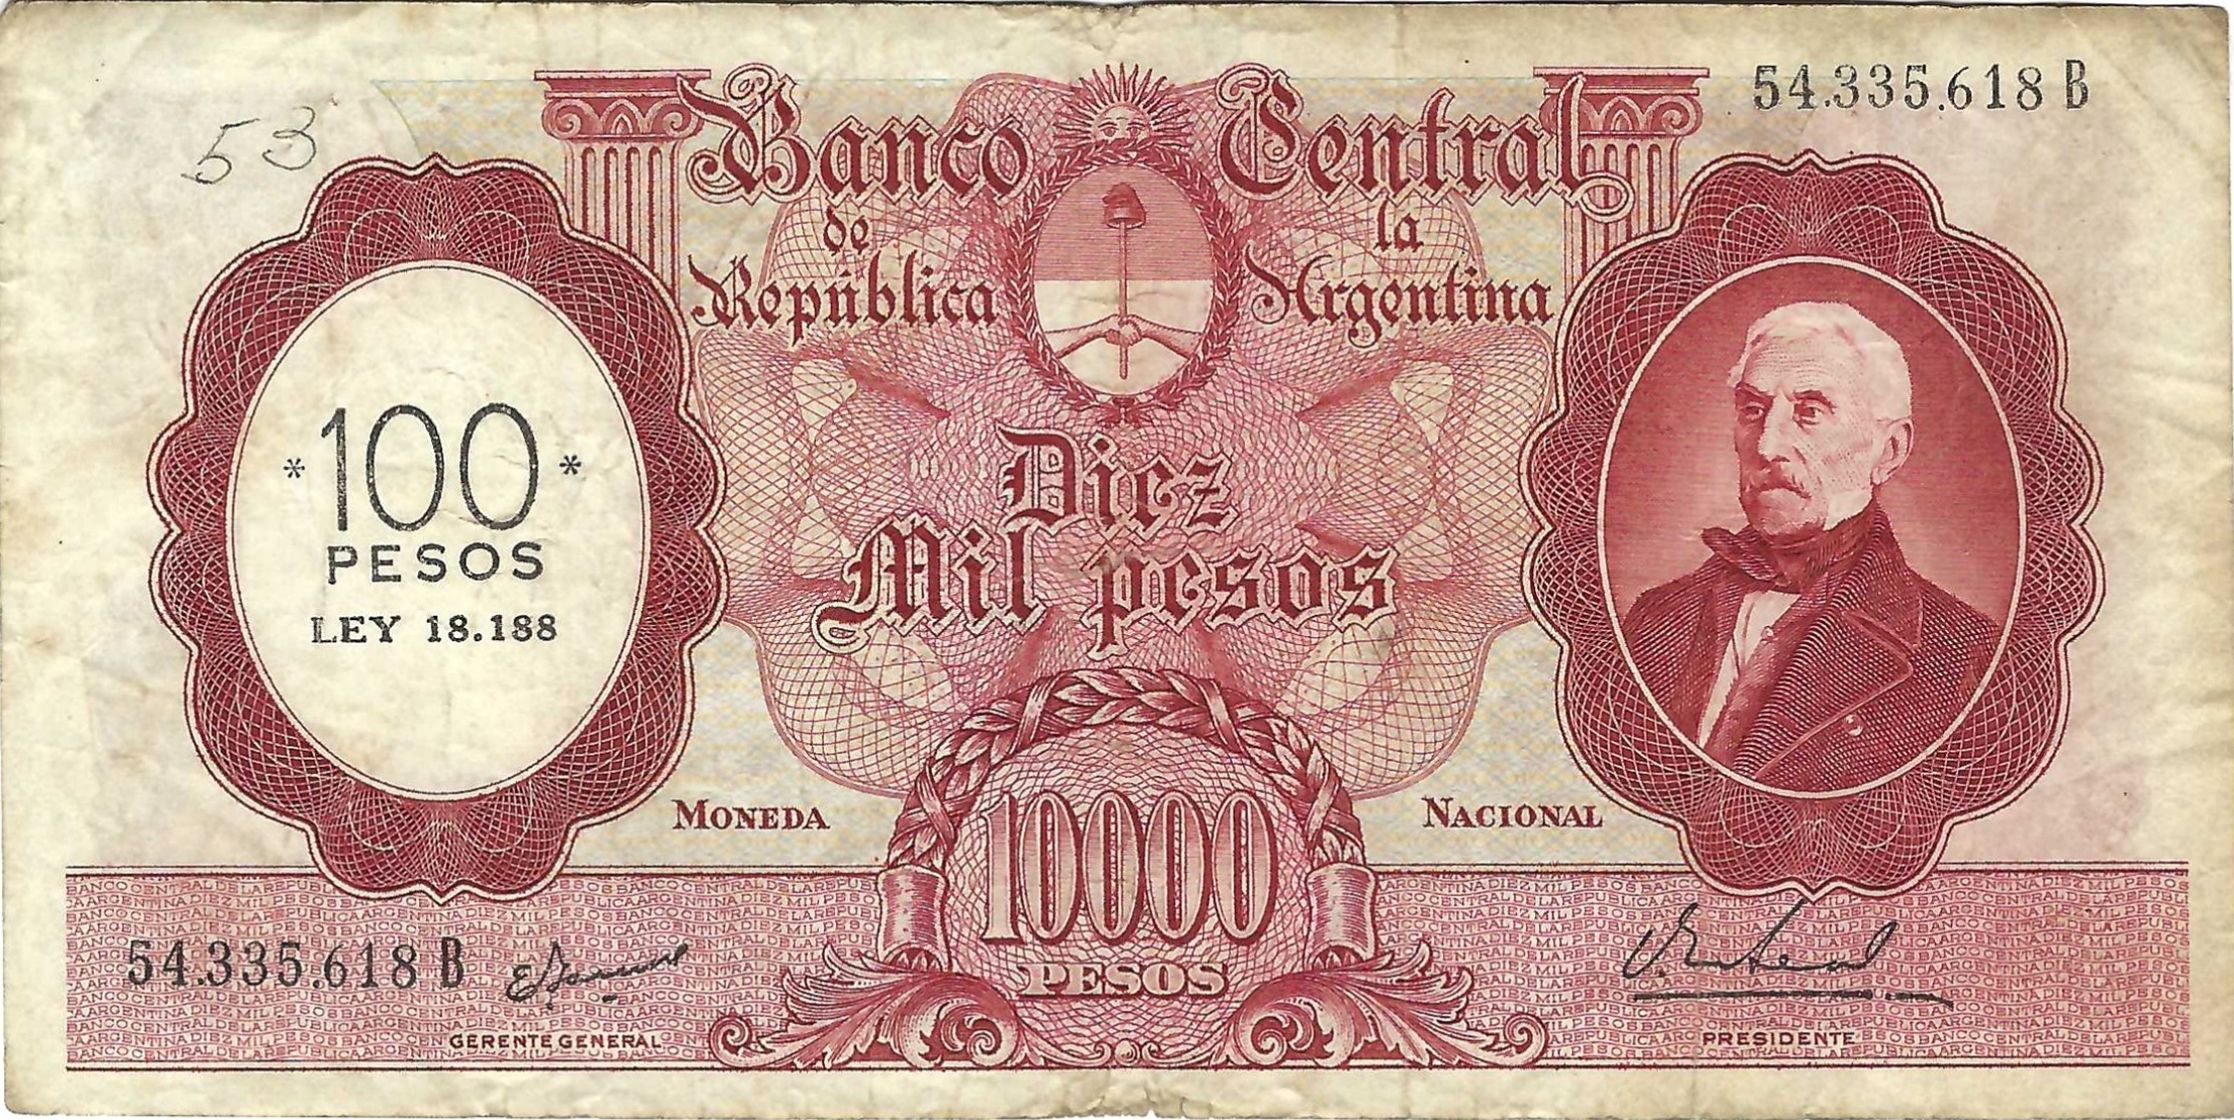 53
54.335.618 B
Banco Central
de la
República Argentina
*100*
PESOS
LEY 18.188
Diez
Mil pesos
MONEDA NACIONAL
10000
PESOS
54.335.618 B
GERENTE GENERAL
PRESIDENTE